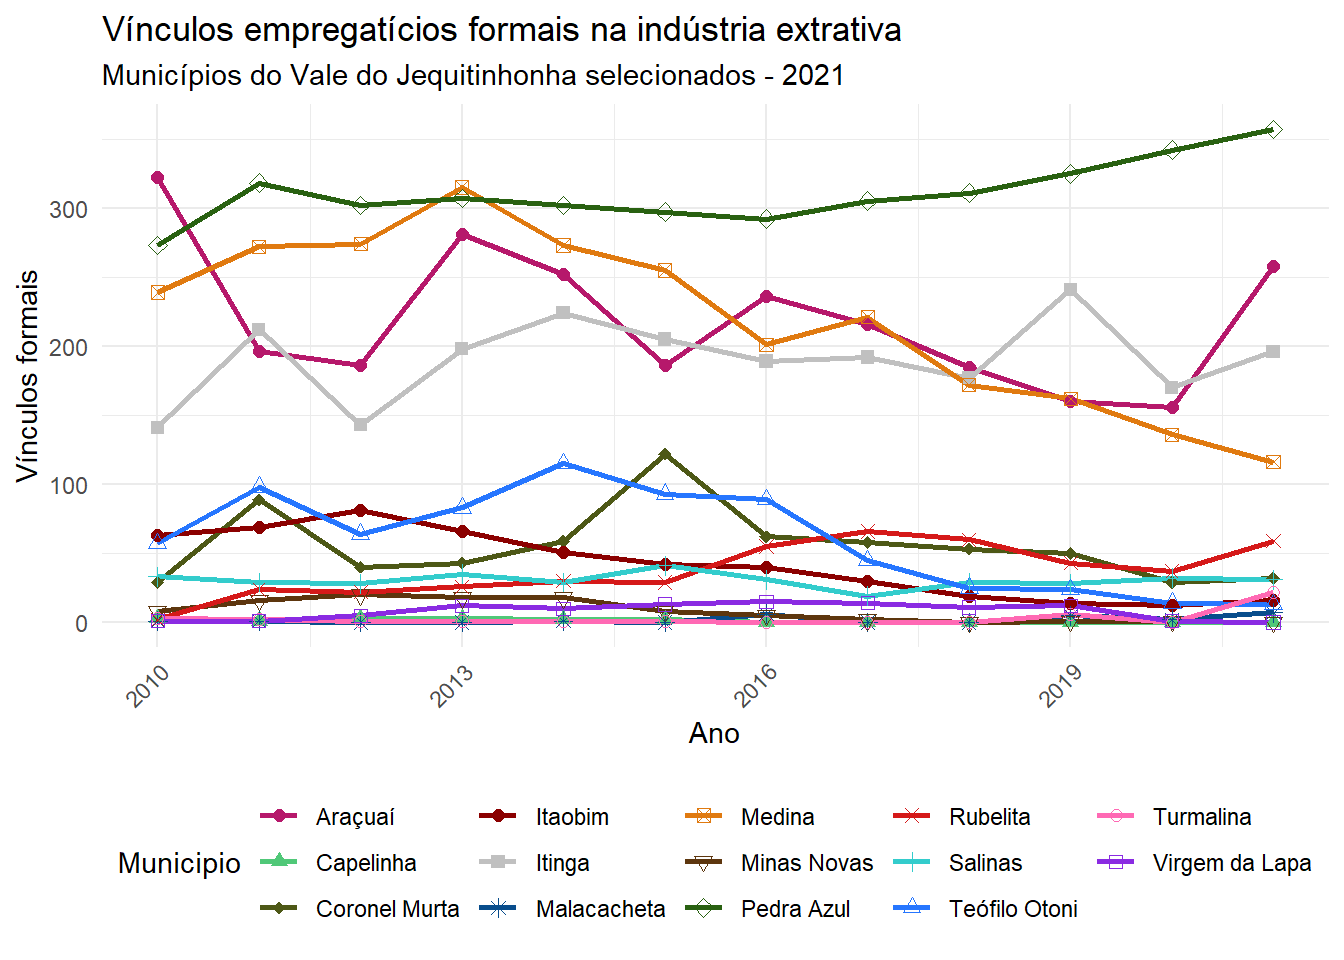 Vínculos empregatícios formais na indústria extrativa
Municípios do Vale do Jequitinhonha selecionados - 2021
Vínculos formais
300
200
100
0
2010
2013
2016
2019
Ano
Municipio
Araçuaí
Itaobim
Medina
Rubelita
Turmalina
Capelinha
Itinga
Minas Novas
Salinas
Virgem da Lapa
Coronel Murta
Malacacheta
Pedra Azul
Teófilo Otoni